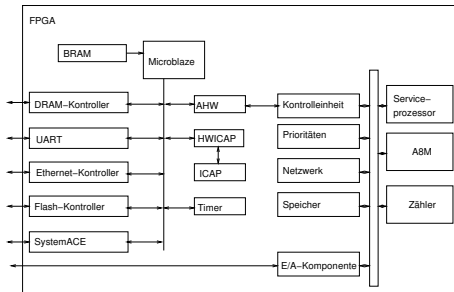 FPGA
BRAM
Microblaze
DRAM-Kontroller
AHW
Kontrolleinheit
Service-
prozessor
UART
HWICAP
Prioritäten
A8M
Ethernet-Kontroller
ICAP
Netzwerk
Flash-Kontroller
Timer
Speicher
Zähler
SystemACE
E/A-Komponente